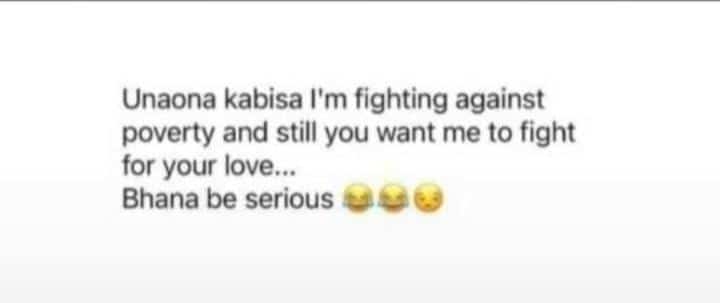 Unaona kabisa I'm fighting against
poverty and still you want me to fight
for your love...
Bhana be serious 😂😂😒